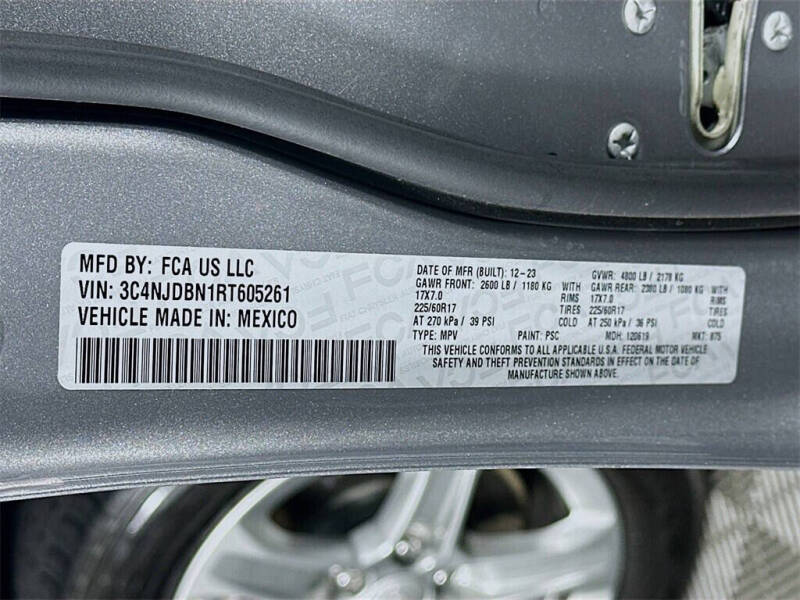 MFD BY: FCA US LLC
VIN: 3C4NJDBN1RT605261
VEHICLE MADE IN: MEXICO
DATE OF MFR (BUILT): 12-23 GVWR: 4800 LB / 2178 KG
GAWR FRONT: 2600 LB / 1180 KG WITH GAWR REAR: 2380 LB / 1080 KG WITH
17X7.0 RIMS 17X7.0 RIMS
225/60R17 TIRES 225/60R17 TIRES
AT 270 kPa / 39 PSI COLD AT 250 kPa / 36 PSI COLD
TYPE: MPV PAINT: PSC MDH: 120619 MKT: 875
THIS VEHICLE CONFORMS TO ALL APPLICABLE U.S.A. FEDERAL MOTOR VEHICLE
SAFETY AND THEFT PREVENTION STANDARDS IN EFFECT ON THE DATE OF
MANUFACTURE SHOWN ABOVE.